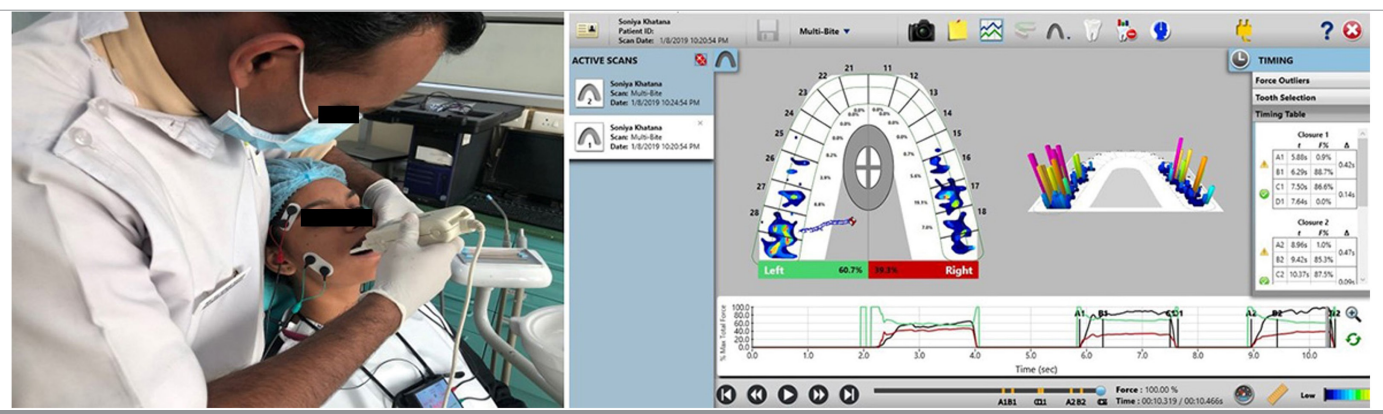 Soniya Khatana
Patient ID:
Scan Date: 1/8/2019 10:20:54 PM
Multi-Bite
?
ACTIVE SCANS
Soniya Khatana
Scan: Multi-Bite
Date: 1/8/2019 10:24:54 PM
2
Soniya Khatana
Scan: Multi-Bite
Date: 1/8/2019 10:20:54 PM
1
21 11
22 12
23 13
24 14
25 15
26 16
27 17
28 18
Left 60.7% 39.3% Right
TIMING
Force Outliers
Tooth Selection
Timing Table
Closure 1
t F% Δ
A1 5.88s 0.9% 0.42s
B1 6.29s 88.7%
C1 7.50s 86.6% 0.14s
D1 7.64s 0.0%
Closure 2
t F% Δ
A2 8.96s 1.0% 0.47s
B2 9.42s 85.3%
C2 10.37s 87.5% 0.09s
% Max Total Force
100.0
80.0
60.0
40.0
20.0
0.0
A1 B1 D1 A2 B2
0.0 1.0 2.0 3.0 4.0 5.0 6.0 7.0 8.0 9.0 10.0
Time (sec)
A1B1 A2B2
Force : 100.00 %
Time : 00:10.319 / 00:10.466s
Low